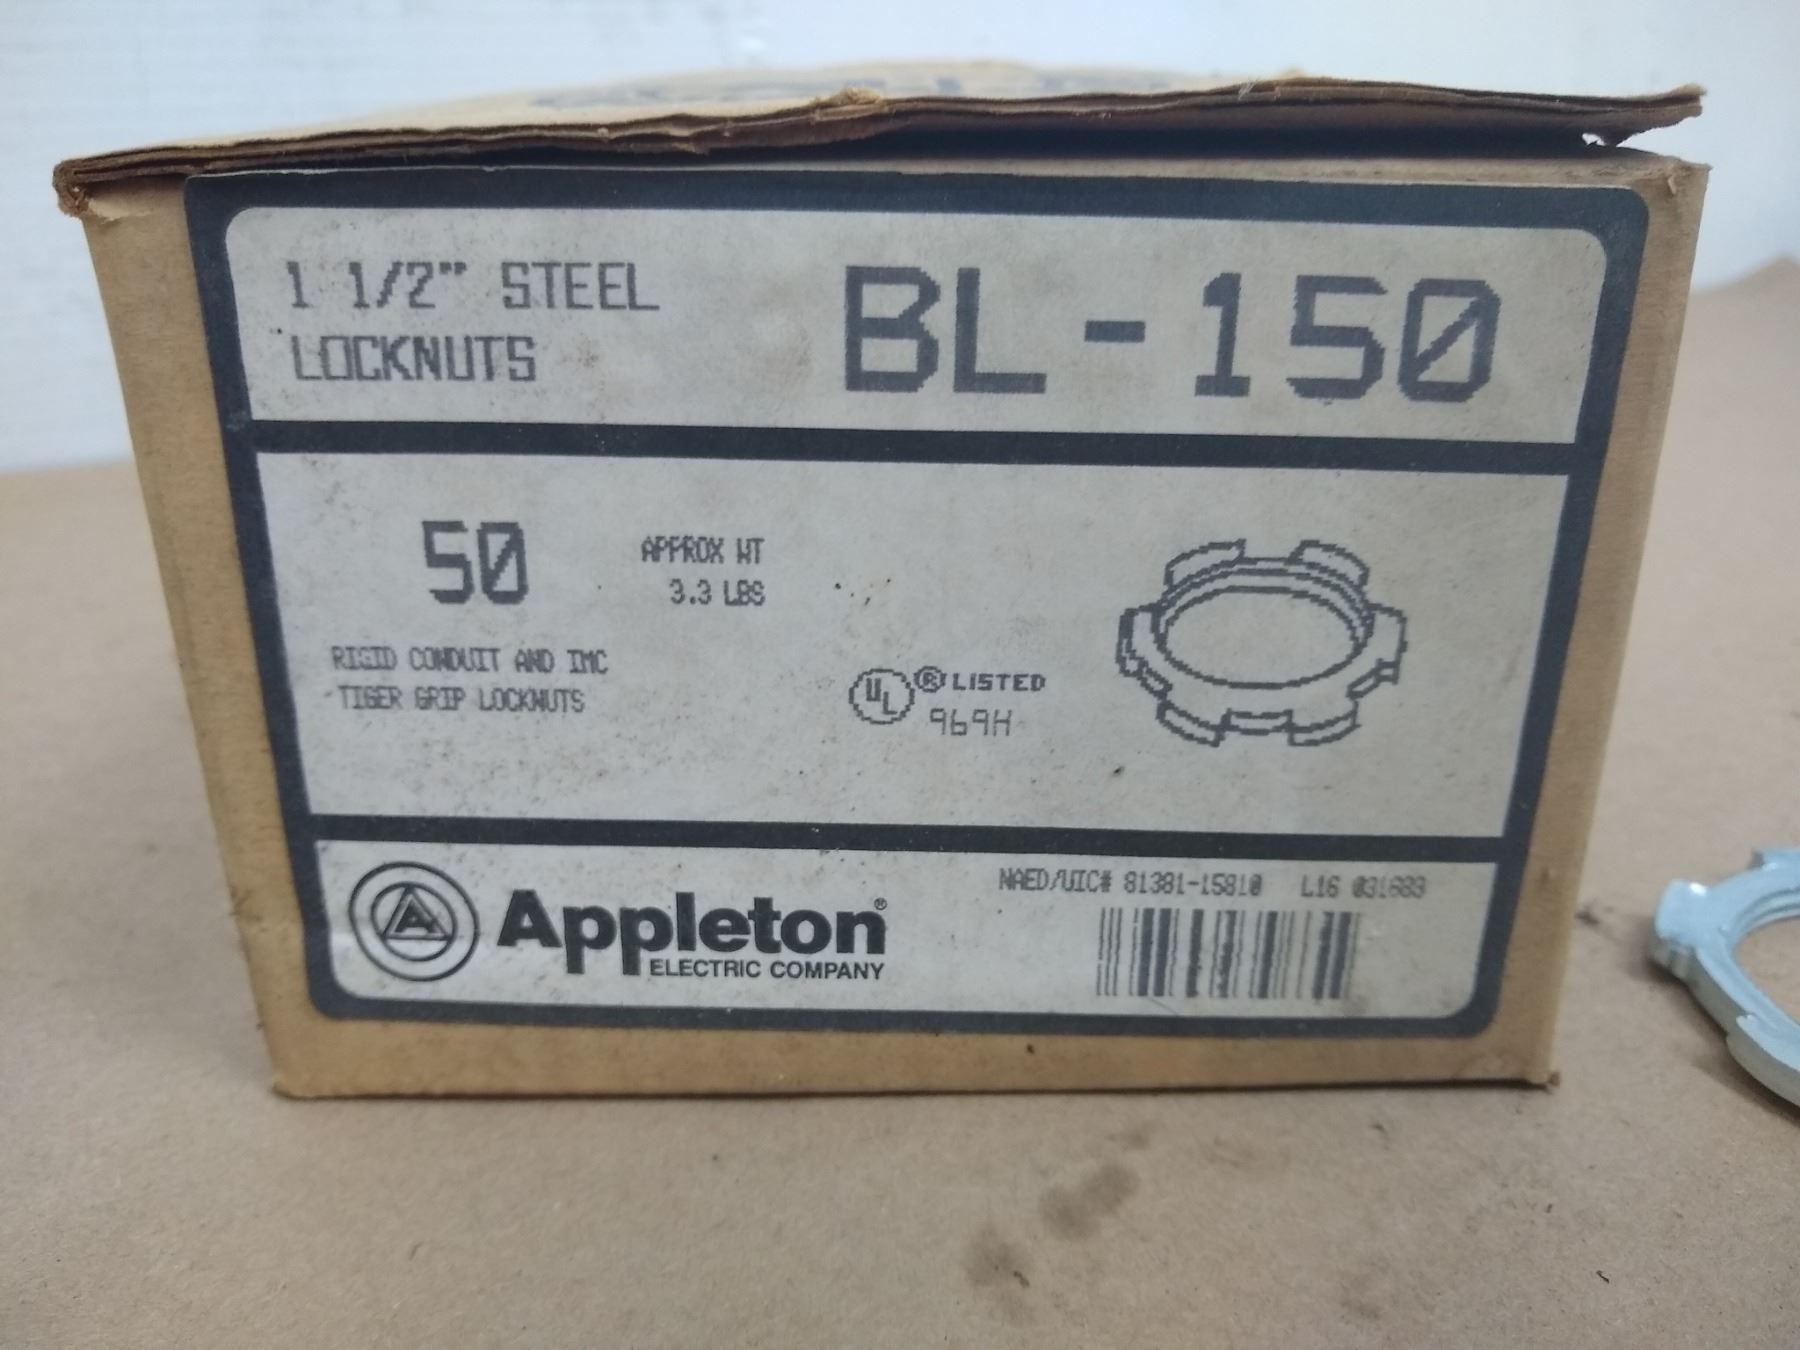 1 1/2" STEEL
LOCKNUTS
BL-150
50
APPROX WT
3.3 LBS
RIGID CONDUIT AND IMC
TIGER GRIP LOCKNUTS
UL ® LISTED
969H
A Appleton®
ELECTRIC COMPANY
NAED/UIC# 81381-15810 L16